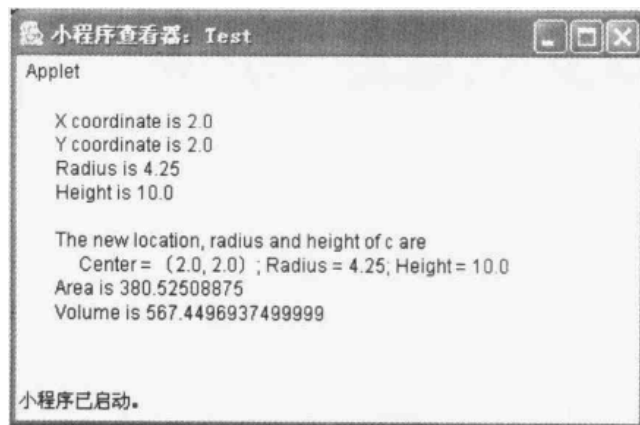 小程序查看器: Test
Applet
X coordinate is 2.0
Y coordinate is 2.0
Radius is 4.25
Height is 10.0
The new location, radius and height of c are
Center = （2.0, 2.0）; Radius = 4.25; Height = 10.0
Area is 380.52508875
Volume is 567.4496937499999
小程序已启动。